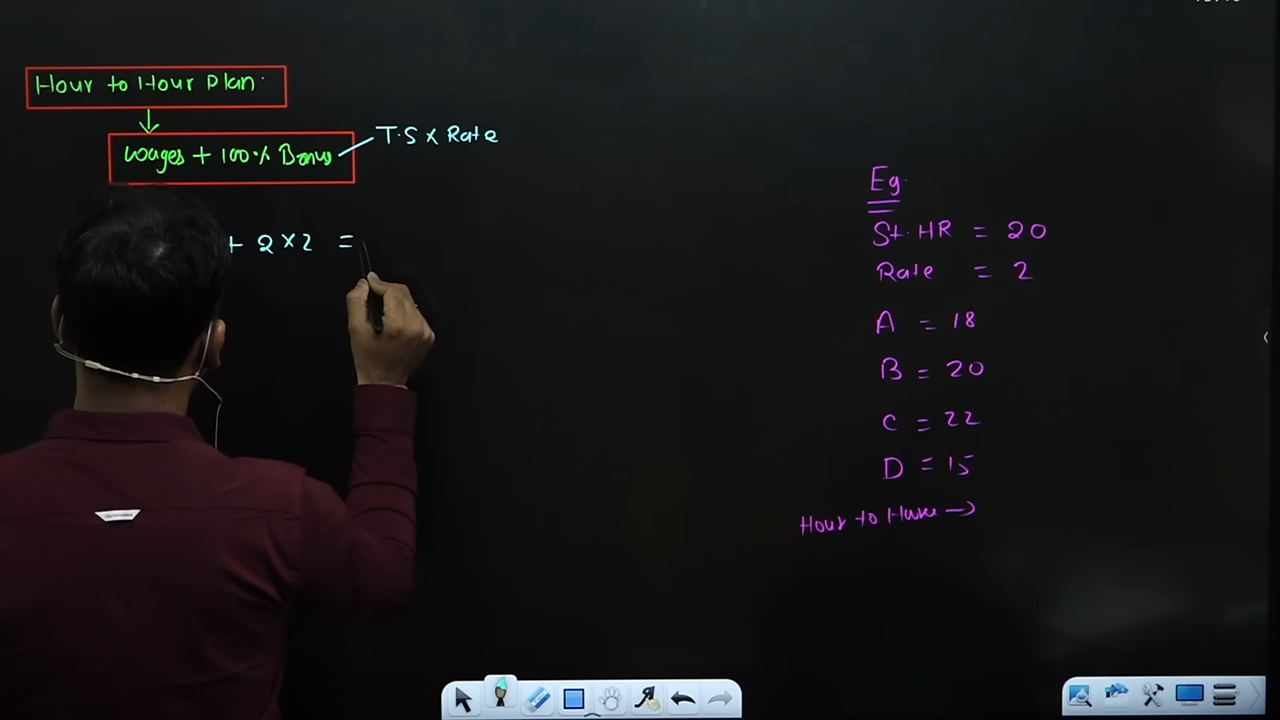 Hour to Hour Plan
Wages + 100% Bonus
T.S x Rate
+ 2 x 2 =
Eg.
St. HR = 20
Rate = 2
A = 18
B = 20
C = 22
D = 15
Hour to →